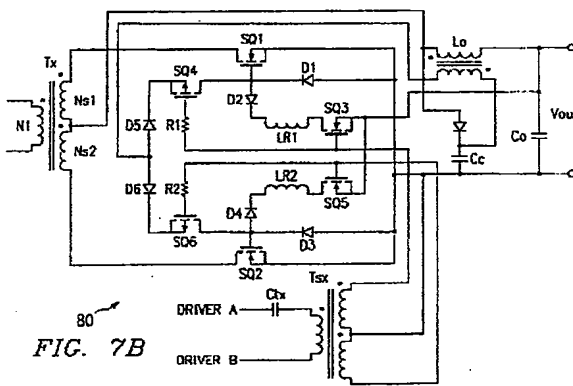 Tx
SQ1
Lo
SQ4
D1
Ns1
D2
SQ3
D5
R1
LR1
N1
Vou
Ns2
Co
Cc
D6
R2
LR2
D4
SQ5
SQ6
D3
SQ2
Tsx
Ctx
DRIVER A
80
DRIVER B
FIG. 7B